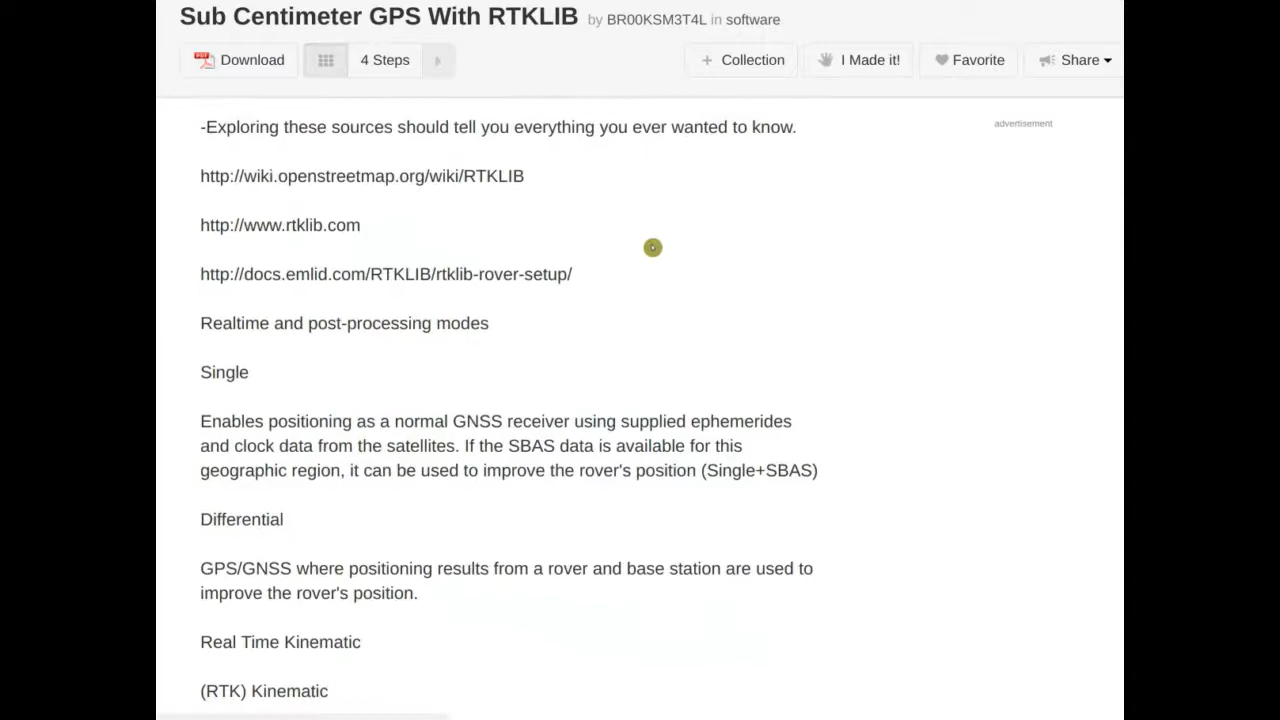 Sub Centimeter GPS With RTKLIB by BR00KSM3T4L in software
PDF Download 4 Steps + Collection I Made it! Favorite Share
-Exploring these sources should tell you everything you ever wanted to know.
advertisement
http://wiki.openstreetmap.org/wiki/RTKLIB
http://www.rtklib.com
http://docs.emlid.com/RTKLIB/rtklib-rover-setup/
Realtime and post-processing modes
Single
Enables positioning as a normal GNSS receiver using supplied ephemerides
and clock data from the satellites. If the SBAS data is available for this
geographic region, it can be used to improve the rover's position (Single+SBAS)
Differential
GPS/GNSS where positioning results from a rover and base station are used to
improve the rover's position.
Real Time Kinematic
(RTK) Kinematic